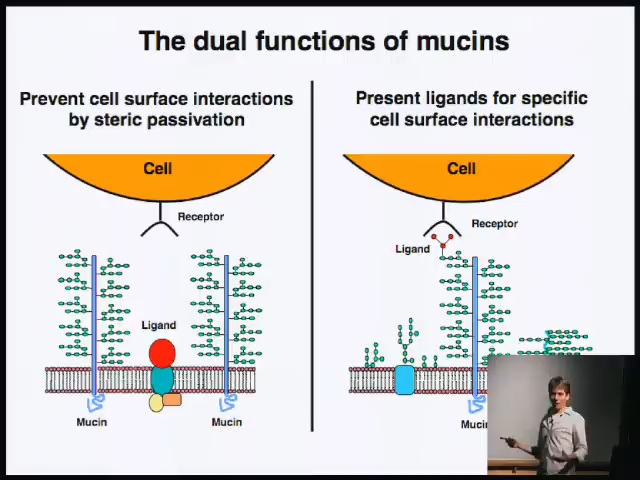 The dual functions of mucins
Prevent cell surface interactions
by steric passivation
Cell
Receptor
Ligand
Mucin
Mucin
Present ligands for specific
cell surface interactions
Cell
Receptor
Ligand
Mucin